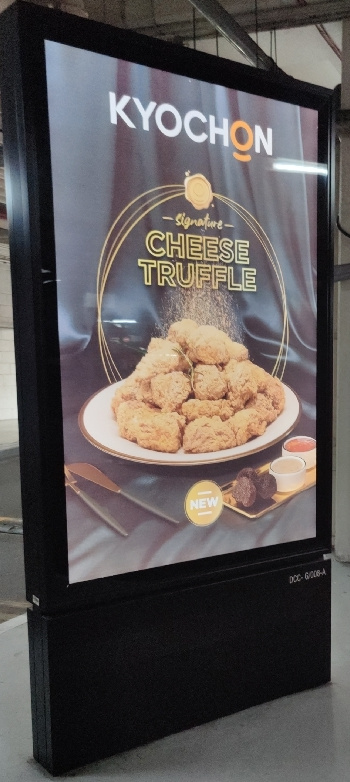 KYOCHON
signature
CHEESE
TRUFFLE
NEW
DCC- G/008-A